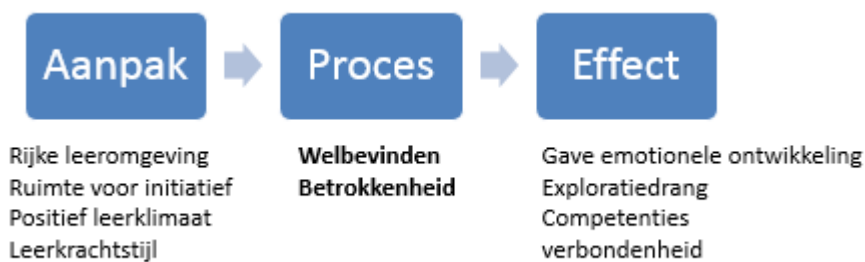 Aanpak
Proces
Effect
Rijke leeromgeving
Ruimte voor initiatief
Positief leerklimaat
Leerkrachtstijl
Welbevinden
Betrokkenheid
Gave emotionele ontwikkeling
Exploratiedrang
Competenties
verbondenheid